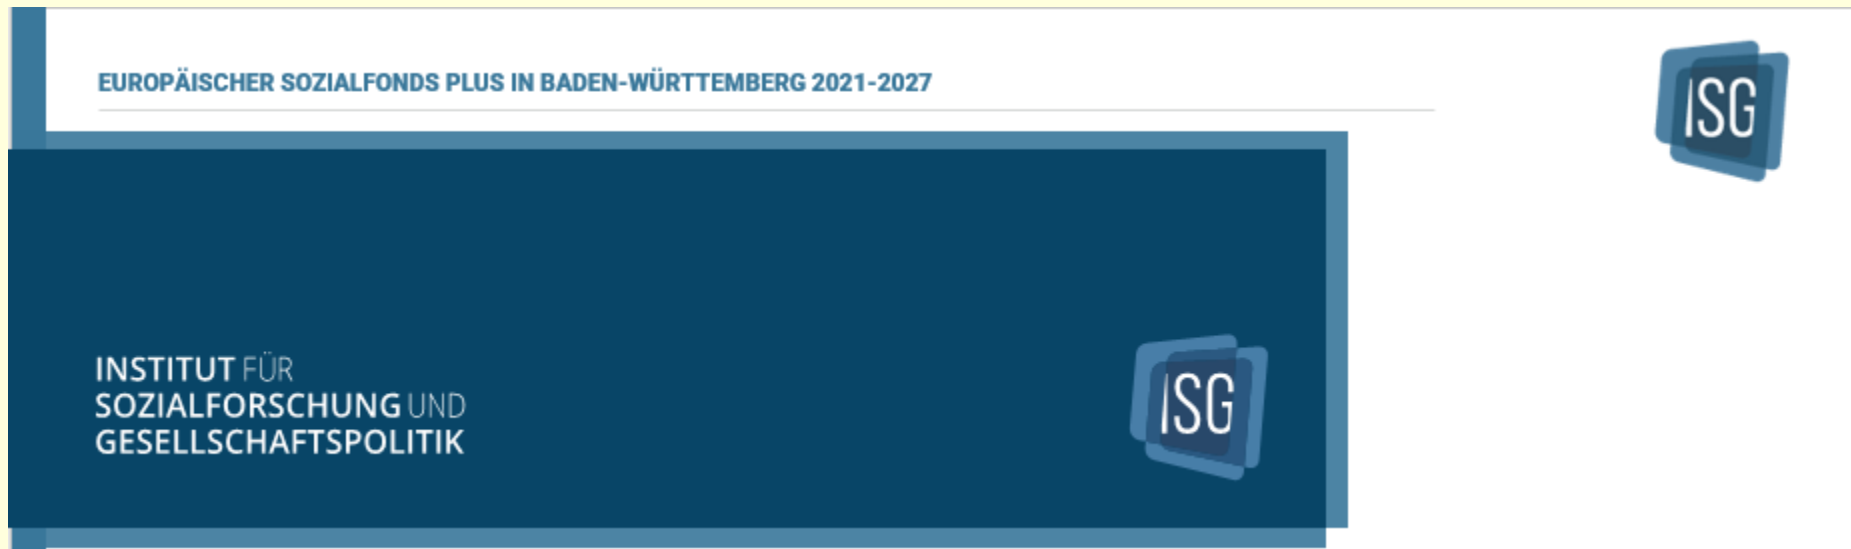 EUROPÄISCHER SOZIALFONDS PLUS IN BADEN-WÜRTTEMBERG 2021-2027
ISG
INSTITUT FÜR
SOZIALFORSCHUNG UND
GESELLSCHAFTSPOLITIK
ISG